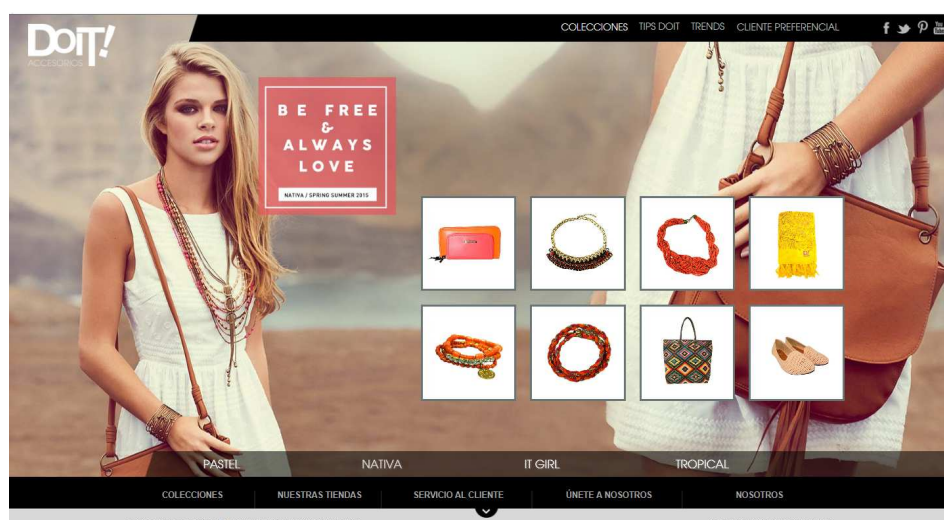 DOIT!
ACCESORIOS
COLECCIONES TIPS DOIT TRENDS CLIENTE PREFERENCIAL
BE FREE
&
ALWAYS
LOVE
NATIVA / SPRING SUMMER 2015
PASTEL NATIVA IT GIRL TROPICAL
COLECCIONES NUESTRAS TIENDAS SERVICIO AL CLIENTE ÚNETE A NOSOTROS NOSOTROS